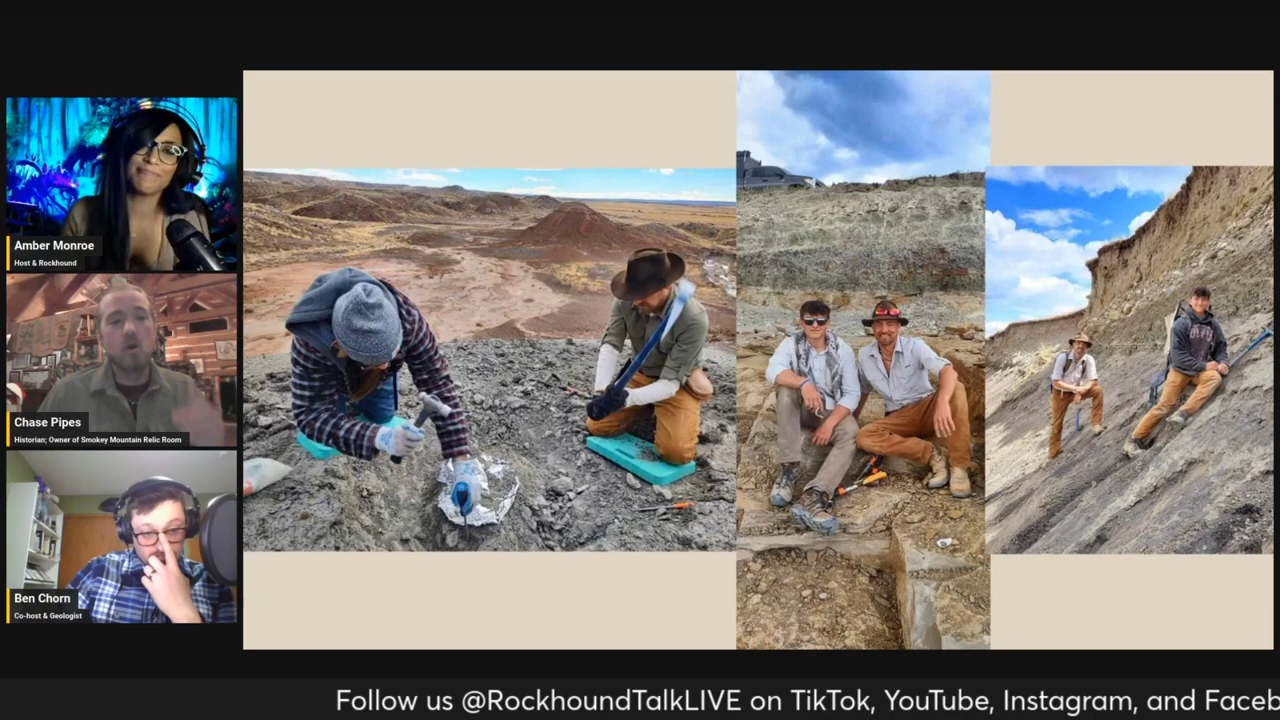 Amber Monroe
Host & Rockhound
Chase Pipes
Historian; Owner of Smokey Mountain Relic Room
Ben Chorn
Co-host & Geologist
Follow us @RockhoundTalkLIVE on TikTok, YouTube, Instagram, and Faceb